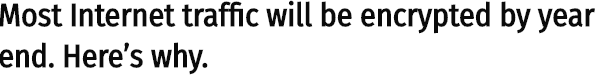 Most Internet traffic will be encrypted by year
end. Here’s why.